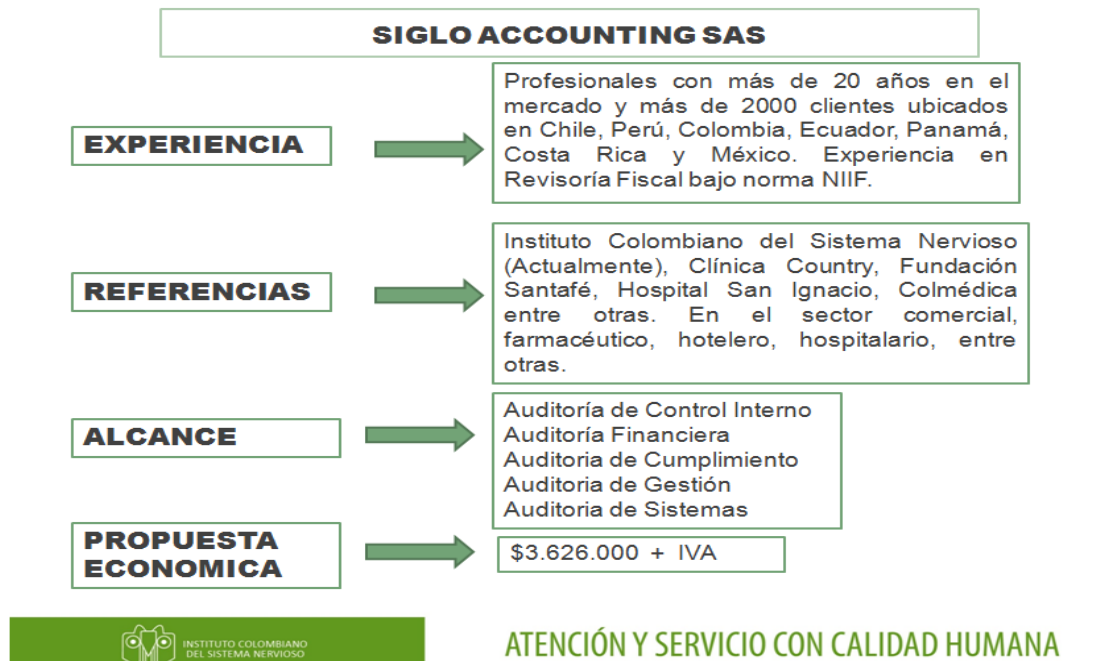 SIGLO ACCOUNTING SAS
EXPERIENCIA
Profesionales con más de 20 años en el
mercado y más de 2000 clientes ubicados
en Chile, Perú, Colombia, Ecuador, Panamá,
Costa Rica y México. Experiencia en
Revisoría Fiscal bajo norma NIIF.
REFERENCIAS
Instituto Colombiano del Sistema Nervioso
(Actualmente), Clínica Country, Fundación
Santafé, Hospital San Ignacio, Colmédica
entre otras. En el sector comercial,
farmacéutico, hotelero, hospitalario, entre
otras.
ALCANCE
Auditoría de Control Interno
Auditoría Financiera
Auditoria de Cumplimiento
Auditoria de Gestión
Auditoria de Sistemas
PROPUESTA
ECONOMICA
$3.626.000 + IVA
INSTITUTO COLOMBIANO
DEL SISTEMA NERVIOSO
ATENCIÓN Y SERVICIO CON CALIDAD HUMANA